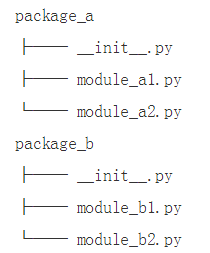 package_a
├── __init__.py
├── module_a1.py
└── module_a2.py
package_b
├── __init__.py
├── module_b1.py
└── module_b2.py